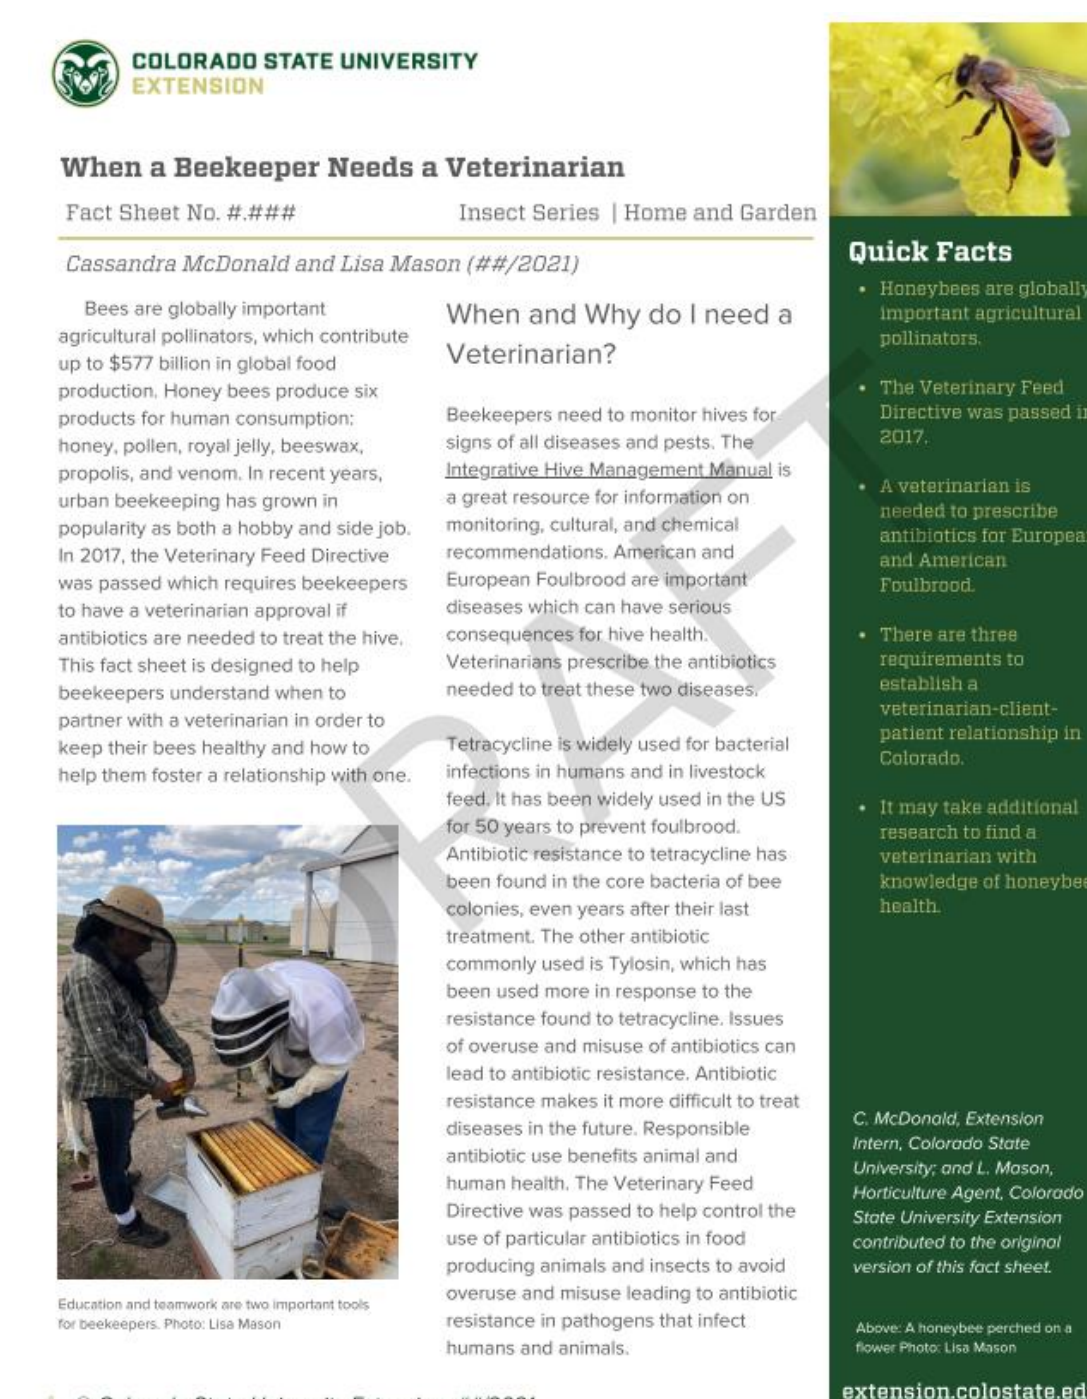 COLORADO STATE UNIVERSITY
EXTENSION
When a Beekeeper Needs a Veterinarian
Fact Sheet No. #.###
Insect Series | Home and Garden
Cassandra McDonald and Lisa Mason (##/2021)
Bees are globally important
agricultural pollinators, which contribute
up to $577 billion in global food
production. Honey bees produce six
products for human consumption:
honey, pollen, royal jelly, beeswax,
propolis, and venom. In recent years,
urban beekeeping has grown in
popularity as both a hobby and side job.
In 2017, the Veterinary Feed Directive
was passed which requires beekeepers
to have a veterinarian approval if
antibiotics are needed to treat the hive.
This fact sheet is designed to help
beekeepers understand when to
partner with a veterinarian in order to
keep their bees healthy and how to
help them foster a relationship with one.
Education and teamwork are two important tools
for beekeepers. Photo: Lisa Mason
When and Why do I need a
Veterinarian?
Beekeepers need to monitor hives for
signs of all diseases and pests. The
Integrative Hive Management Manual is
a great resource for information on
monitoring, cultural, and chemical
recommendations. American and
European Foulbrood are important
diseases which can have serious
consequences for hive health.
Veterinarians prescribe the antibiotics
needed to treat these two diseases.
Tetracycline is widely used for bacterial
infections in humans and in livestock
feed. It has been widely used in the US
for 50 years to prevent foulbrood.
Antibiotic resistance to tetracycline has
been found in the core bacteria of bee
colonies, even years after their last
treatment. The other antibiotic
commonly used is Tylosin, which has
been used more in response to the
resistance found to tetracycline. Issues
of overuse and misuse of antibiotics can
lead to antibiotic resistance. Antibiotic
resistance makes it more difficult to treat
diseases in the future. Responsible
antibiotic use benefits animal and
human health. The Veterinary Feed
Directive was passed to help control the
use of particular antibiotics in food
producing animals and insects to avoid
overuse and misuse leading to antibiotic
resistance in pathogens that infect
humans and animals.
Quick Facts
• Honeybees are globally
important agricultural
pollinators.
• The Veterinary Feed
Directive was passed in
2017.
• A veterinarian is
needed to prescribe
antibiotics for European
and American
Foulbrood.
• There are three
requirements to
establish a
veterinarian-client-
patient relationship in
Colorado.
• It may take additional
research to find a
veterinarian with
knowledge of honeybee
health.
C. McDonald, Extension
Intern, Colorado State
University; and L. Mason,
Horticulture Agent, Colorado
State University Extension
contributed to the original
version of this fact sheet.
Above: A honeybee perched on a
flower Photo: Lisa Mason
extension.colostate.ed
DRAFT